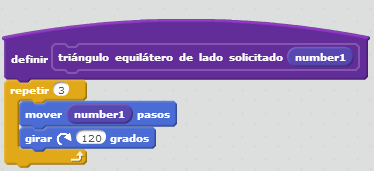 definir triángulo equilátero de lado solicitado number1
repetir 3
mover number1 pasos
girar 120 grados